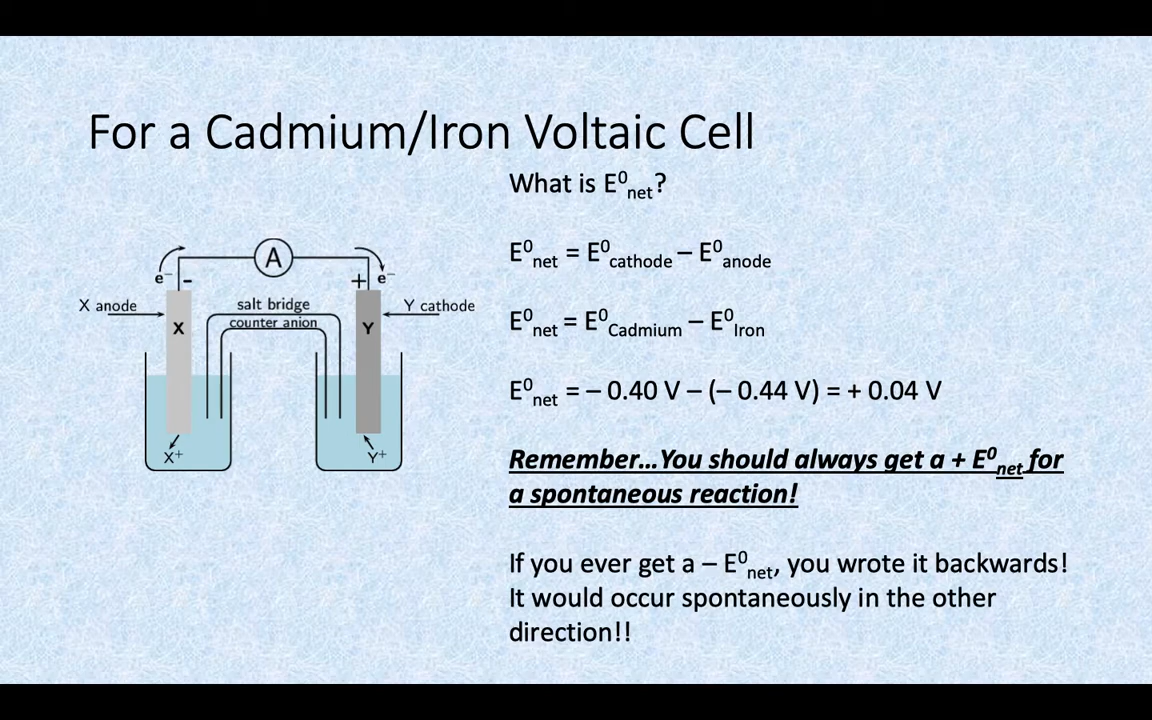 For a Cadmium/Iron Voltaic Cell
What is E⁰net?
E⁰net = E⁰cathode – E⁰anode
E⁰net = E⁰Cadmium – E⁰Iron
E⁰net = – 0.40 V – (– 0.44 V) = + 0.04 V
Remember...You should always get a + E⁰net for
a spontaneous reaction!
If you ever get a – E⁰net, you wrote it backwards!
It would occur spontaneously in the other
direction!!
A
e⁻ -
+ e⁻
X anode
salt bridge
Y cathode
counter anion
X
Y
X⁺
Y⁺